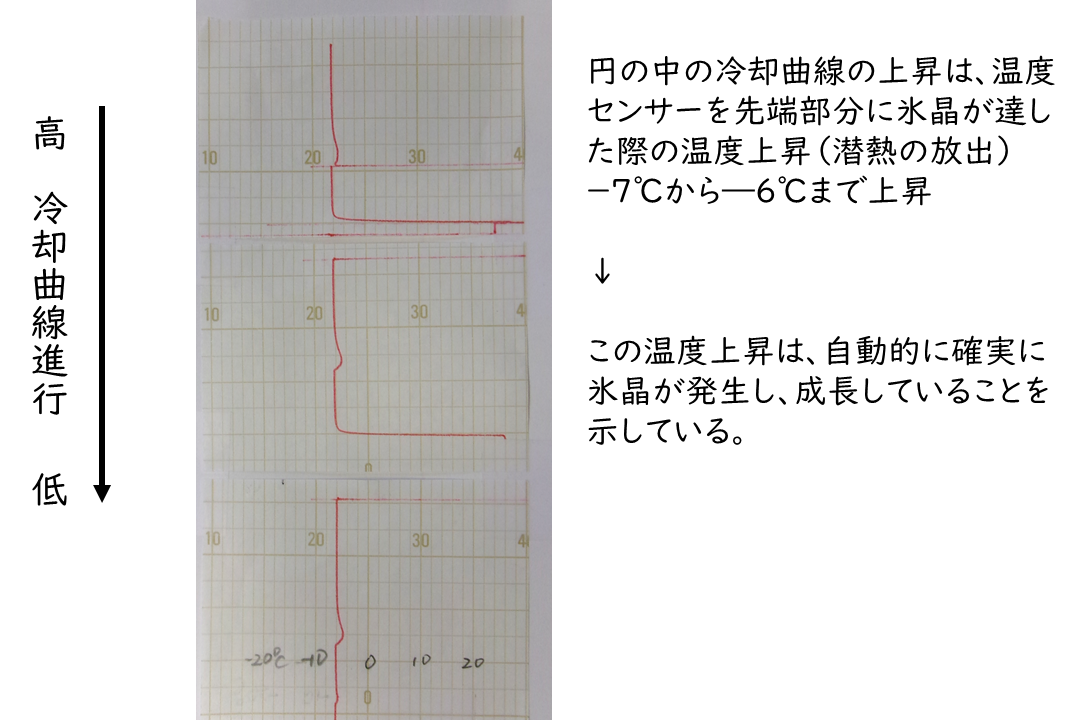 高 冷却曲線進行 低
10 20 30 4
10 20 30 4
0
10 20 30 4
-20℃ -10 0 10 20
0
円の中の冷却曲線の上昇は、温度
センサーを先端部分に氷晶が達し
た際の温度上昇（潜熱の放出）
−7℃から―6℃まで上昇
↓
この温度上昇は、自動的に確実に
氷晶が発生し、成長していることを
示している。